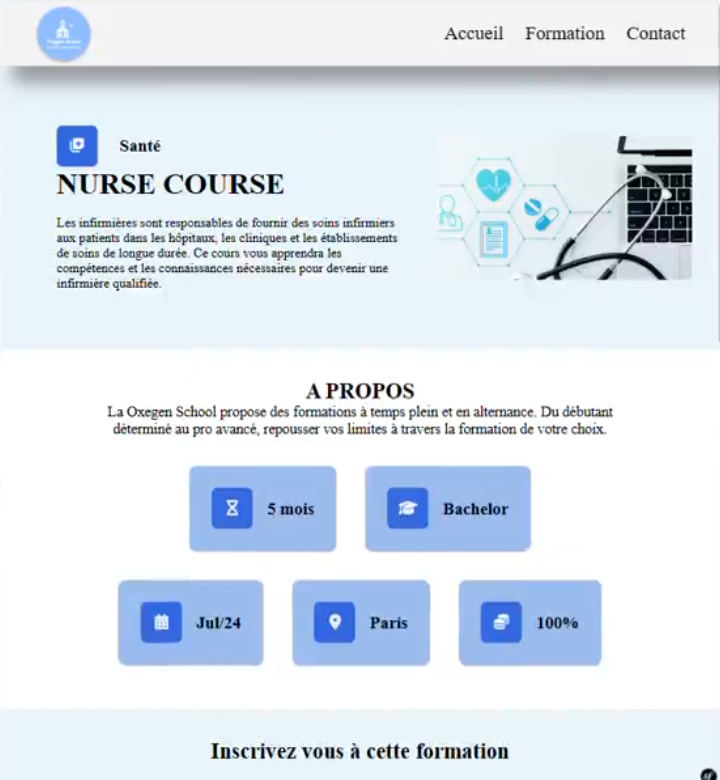 Accueil Formation Contact
Santé
NURSE COURSE
Les infirmières sont responsables de fournir des soins infirmiers
aux patients dans les hôpitaux, les cliniques et les établissements
de soins de longue durée. Ce cours vous apprendra les
compétences et les connaissances nécessaires pour devenir une
infirmière qualifiée.
A PROPOS
La Oxegen School propose des formations à temps plein et en alternance. Du débutant
déterminé au pro avancé, repousser vos limites à travers la formation de votre choix.
5 mois
Bachelor
Jul/24
Paris
100%
Inscrivez vous à cette formation